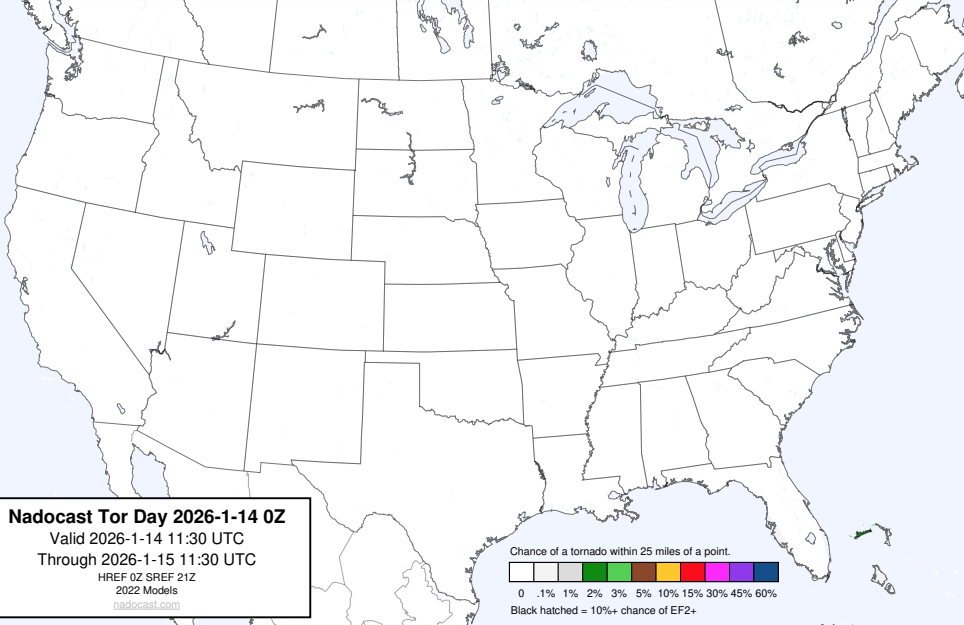 Nadocast Tor Day 2026-1-14 0Z
Valid 2026-1-14 11:30 UTC
Through 2026-1-15 11:30 UTC
HREF 0Z SREF 21Z
2022 Models
nadocast.com
Chance of a tornado within 25 miles of a point.
0 .1% 1% 2% 3% 5% 10% 15% 30% 45% 60%
Black hatched = 10%+ chance of EF2+